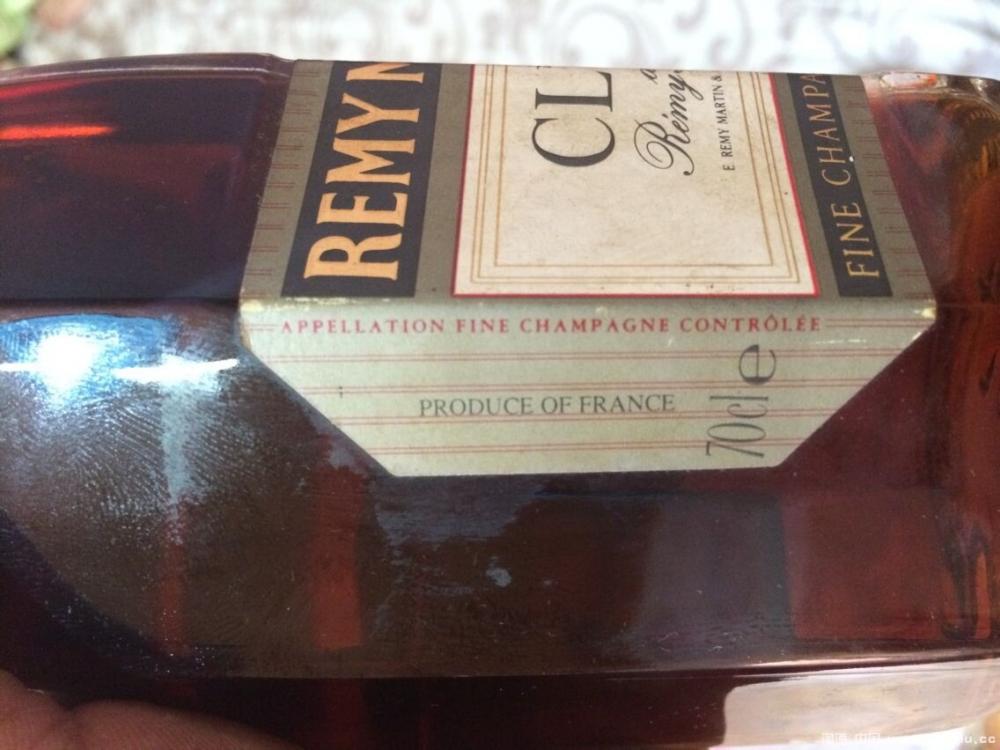 REMY
CL
Rémy
E. REMY MARTIN &
FINE CHAMPA
APPELLATION FINE CHAMPAGNE CONTRÔLÉE
PRODUCE OF FRANCE
70cl e